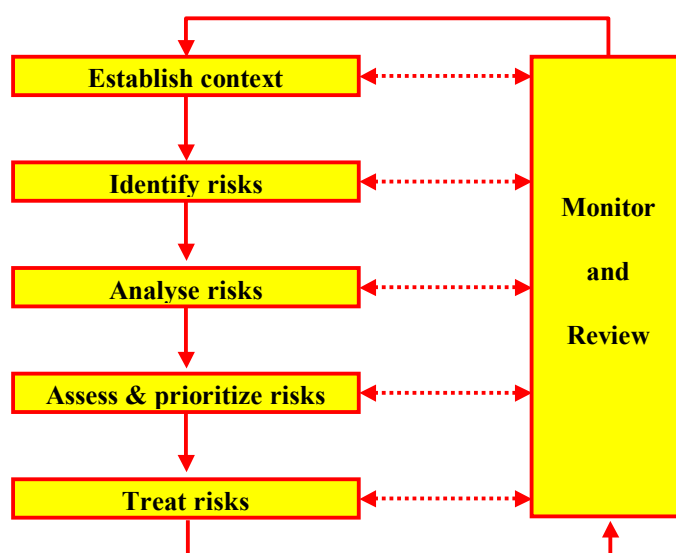 Establish context
Identify risks
Analyse risks
Assess & prioritize risks
Treat risks
Monitor
and
Review